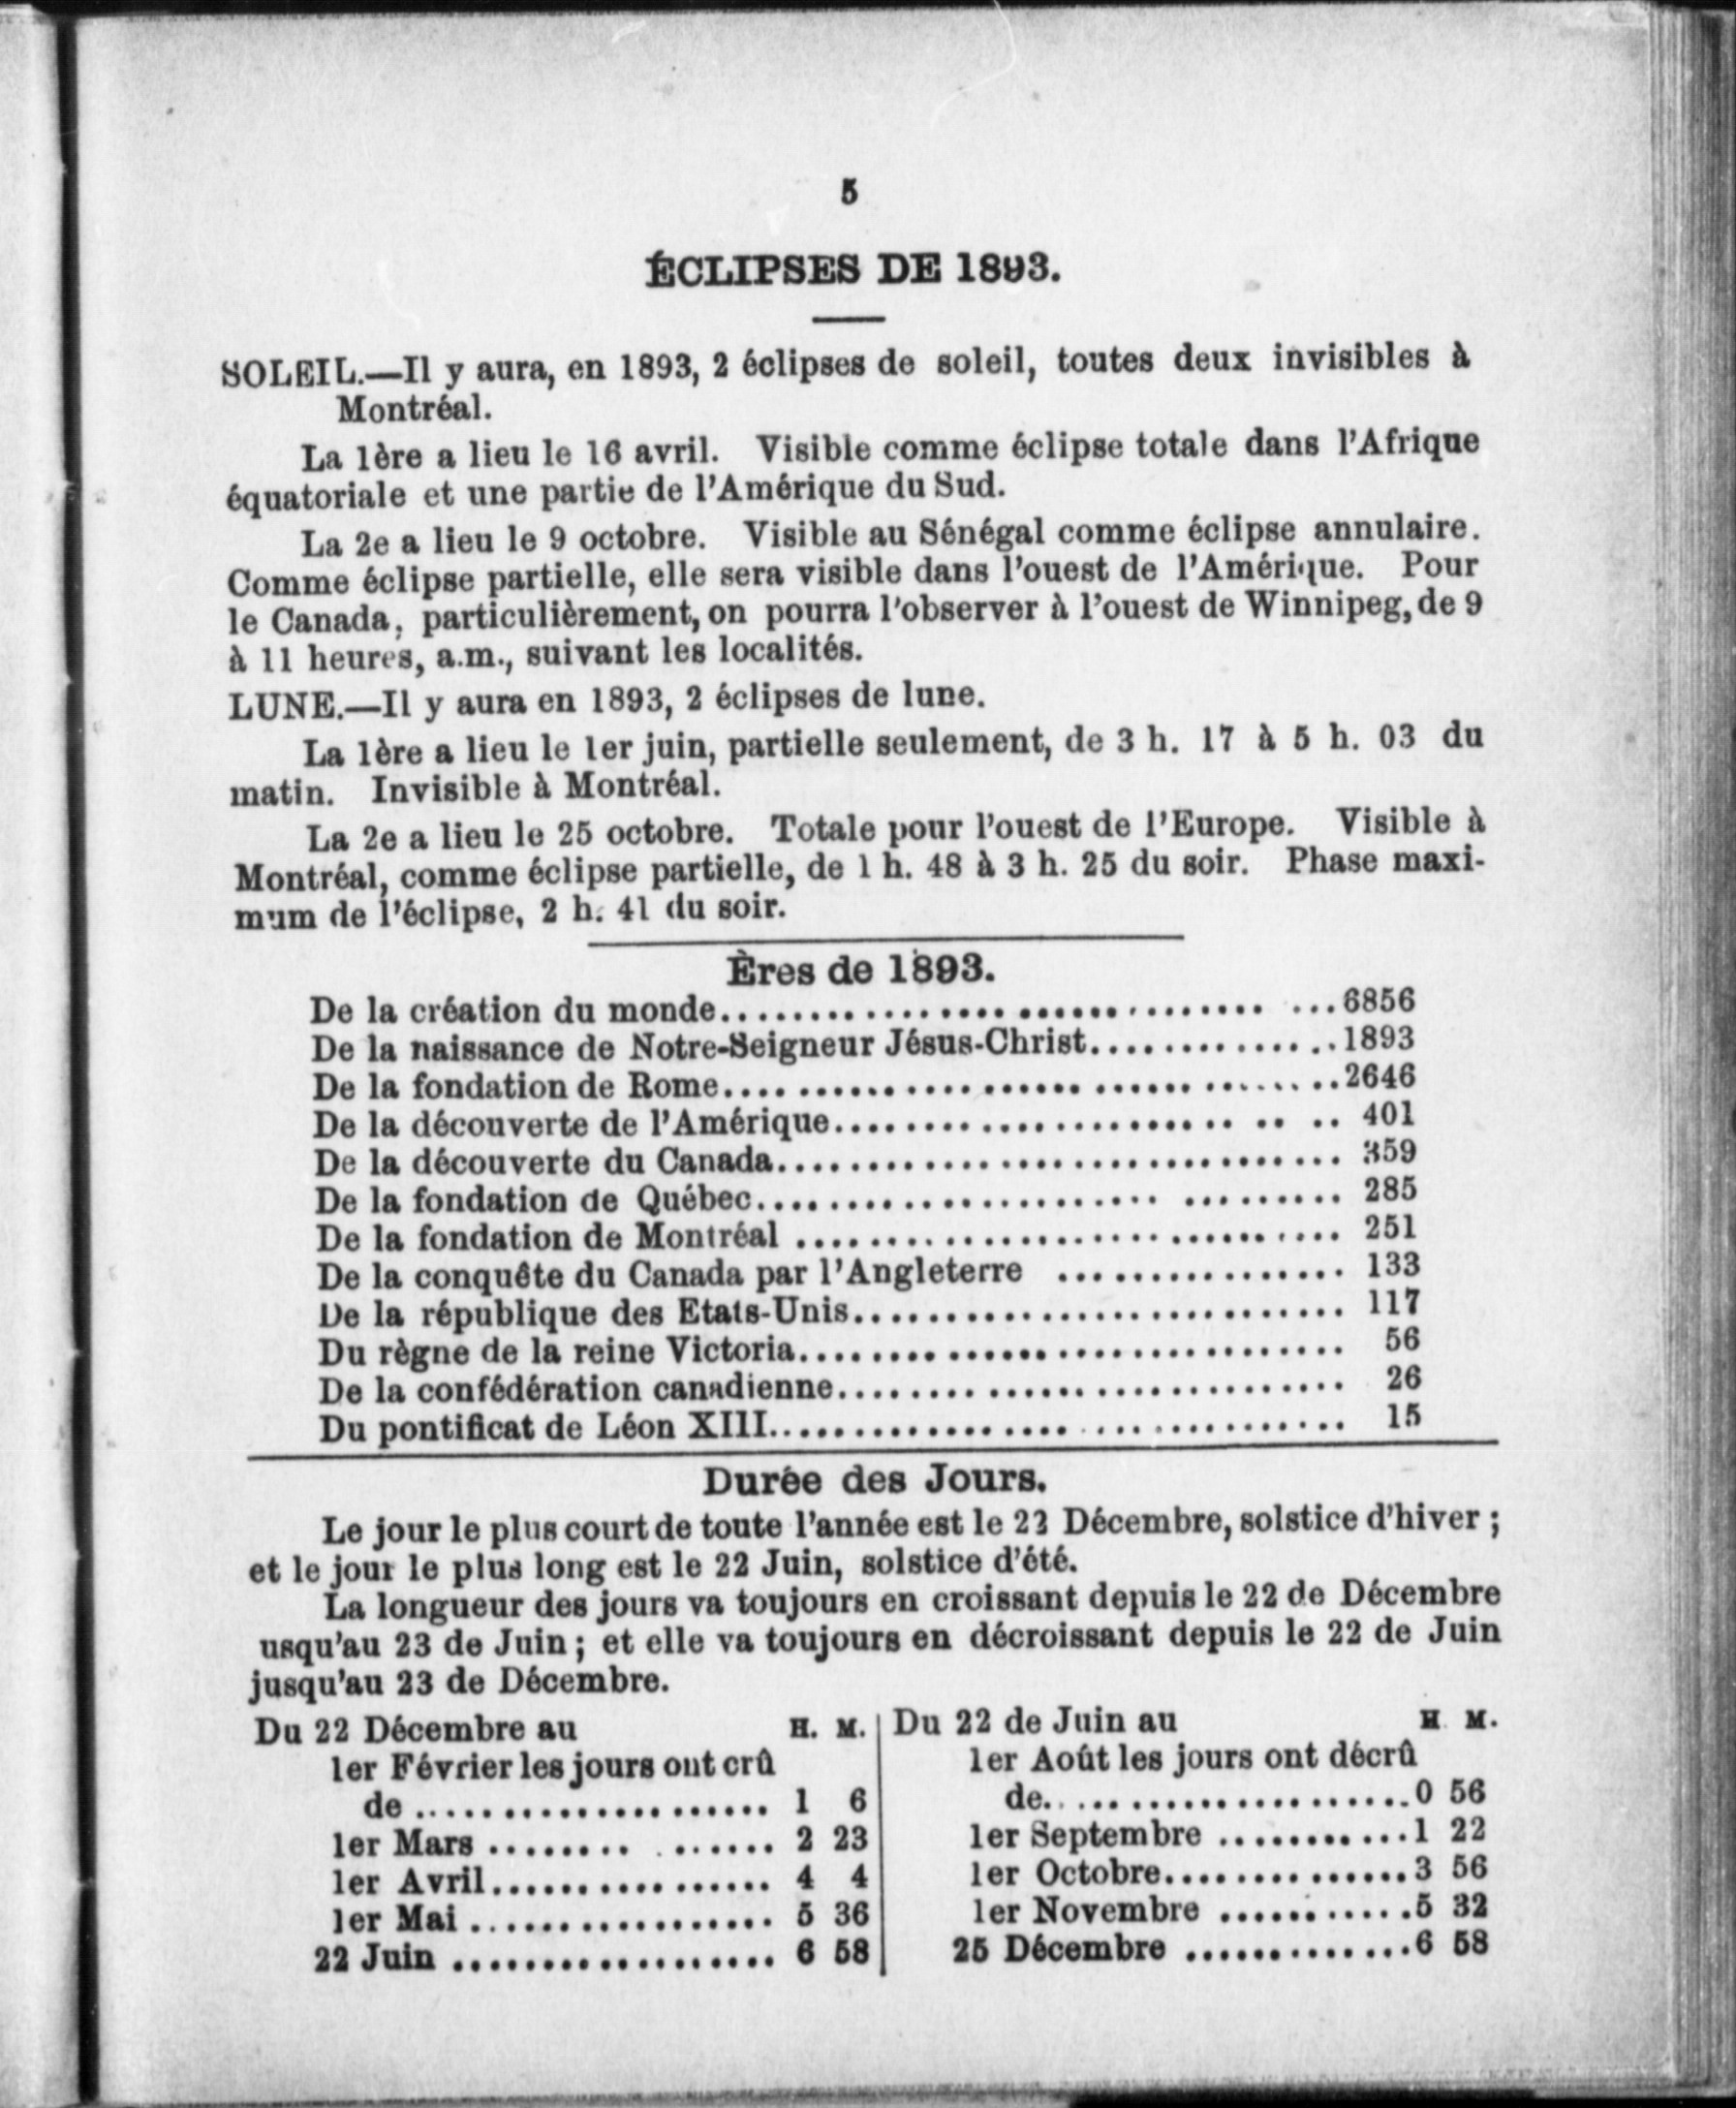 5
ÉCLIPSES DE 1893.
SOLEIL.—Il y aura, en 1893, 2 éclipses de soleil, toutes deux invisibles à
Montréal.
La 1ère a lieu le 16 avril. Visible comme éclipse totale dans l'Afrique
équatoriale et une partie de l'Amérique du Sud.
La 2e a lieu le 9 octobre. Visible au Sénégal comme éclipse annulaire.
Comme éclipse partielle, elle sera visible dans l'ouest de l'Amérique. Pour
le Canada, particulièrement, on pourra l'observer à l'ouest de Winnipeg, de 9
à 11 heures, a.m., suivant les localités.
LUNE.—Il y aura en 1893, 2 éclipses de lune.
La 1ère a lieu le 1er juin, partielle seulement, de 3 h. 17 à 5 h. 03 du
matin. Invisible à Montréal.
La 2e a lieu le 25 octobre. Totale pour l'ouest de l'Europe. Visible à
Montréal, comme éclipse partielle, de 1 h. 48 à 3 h. 25 du soir. Phase maxi-
mum de l'éclipse, 2 h. 41 du soir.
Ères de 1893.
De la création du monde........................................6856
De la naissance de Notre-Seigneur Jésus-Christ..............1893
De la fondation de Rome........................................2646
De la découverte de l'Amérique.............................. 401
De la découverte du Canada.............................. 359
De la fondation de Québec.............................. 285
De la fondation de Montréal .............................. 251
De la conquête du Canada par l'Angleterre ................ 133
De la république des Etats-Unis........................... 117
Du règne de la reine Victoria.............................. 56
De la confédération canadienne............................ 26
Du pontificat de Léon XIII............................... 15
Durée des Jours.
Le jour le plus court de toute l'année est le 22 Décembre, solstice d'hiver ;
et le jour le plus long est le 22 Juin, solstice d'été.
La longueur des jours va toujours en croissant depuis le 22 de Décembre
usqu'au 23 de Juin ; et elle va toujours en décroissant depuis le 22 de Juin
jusqu'au 23 de Décembre.
Du 22 Décembre au H. M.
1er Février les jours ont crû
de .................... 1 6
1er Mars ............... 2 23
1er Avril................ 4 4
1er Mai ................. 5 36
22 Juin .................. 6 58
Du 22 de Juin au H. M.
1er Août les jours ont décrû
de....................0 56
1er Septembre ...........1 22
1er Octobre..............3 56
1er Novembre ...........5 32
25 Décembre .............6 58